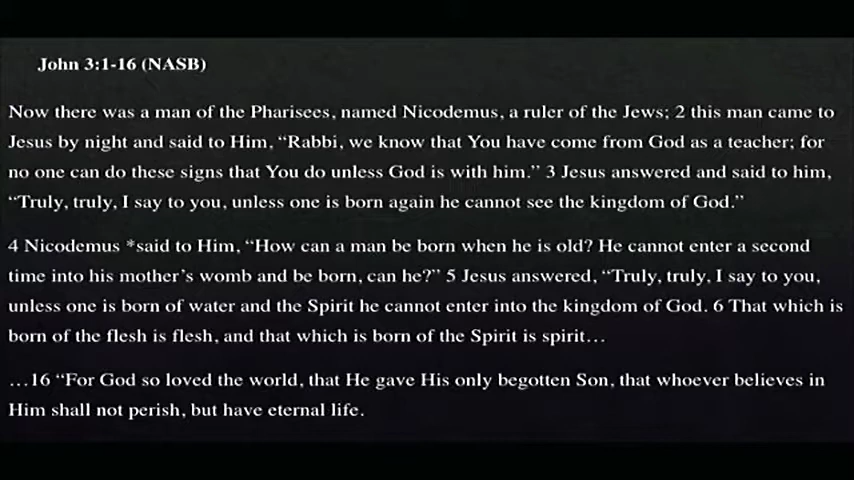 John 3:1-16 (NASB)
Now there was a man of the Pharisees, named Nicodemus, a ruler of the Jews; 2 this man came to
Jesus by night and said to Him, “Rabbi, we know that You have come from God as a teacher; for
no one can do these signs that You do unless God is with him.” 3 Jesus answered and said to him,
“Truly, truly, I say to you, unless one is born again he cannot see the kingdom of God.”
4 Nicodemus *said to Him, “How can a man be born when he is old? He cannot enter a second
time into his mother’s womb and be born, can he?” 5 Jesus answered, “Truly, truly, I say to you,
unless one is born of water and the Spirit he cannot enter into the kingdom of God. 6 That which is
born of the flesh is flesh, and that which is born of the Spirit is spirit…
…16 “For God so loved the world, that He gave His only begotten Son, that whoever believes in
Him shall not perish, but have eternal life.